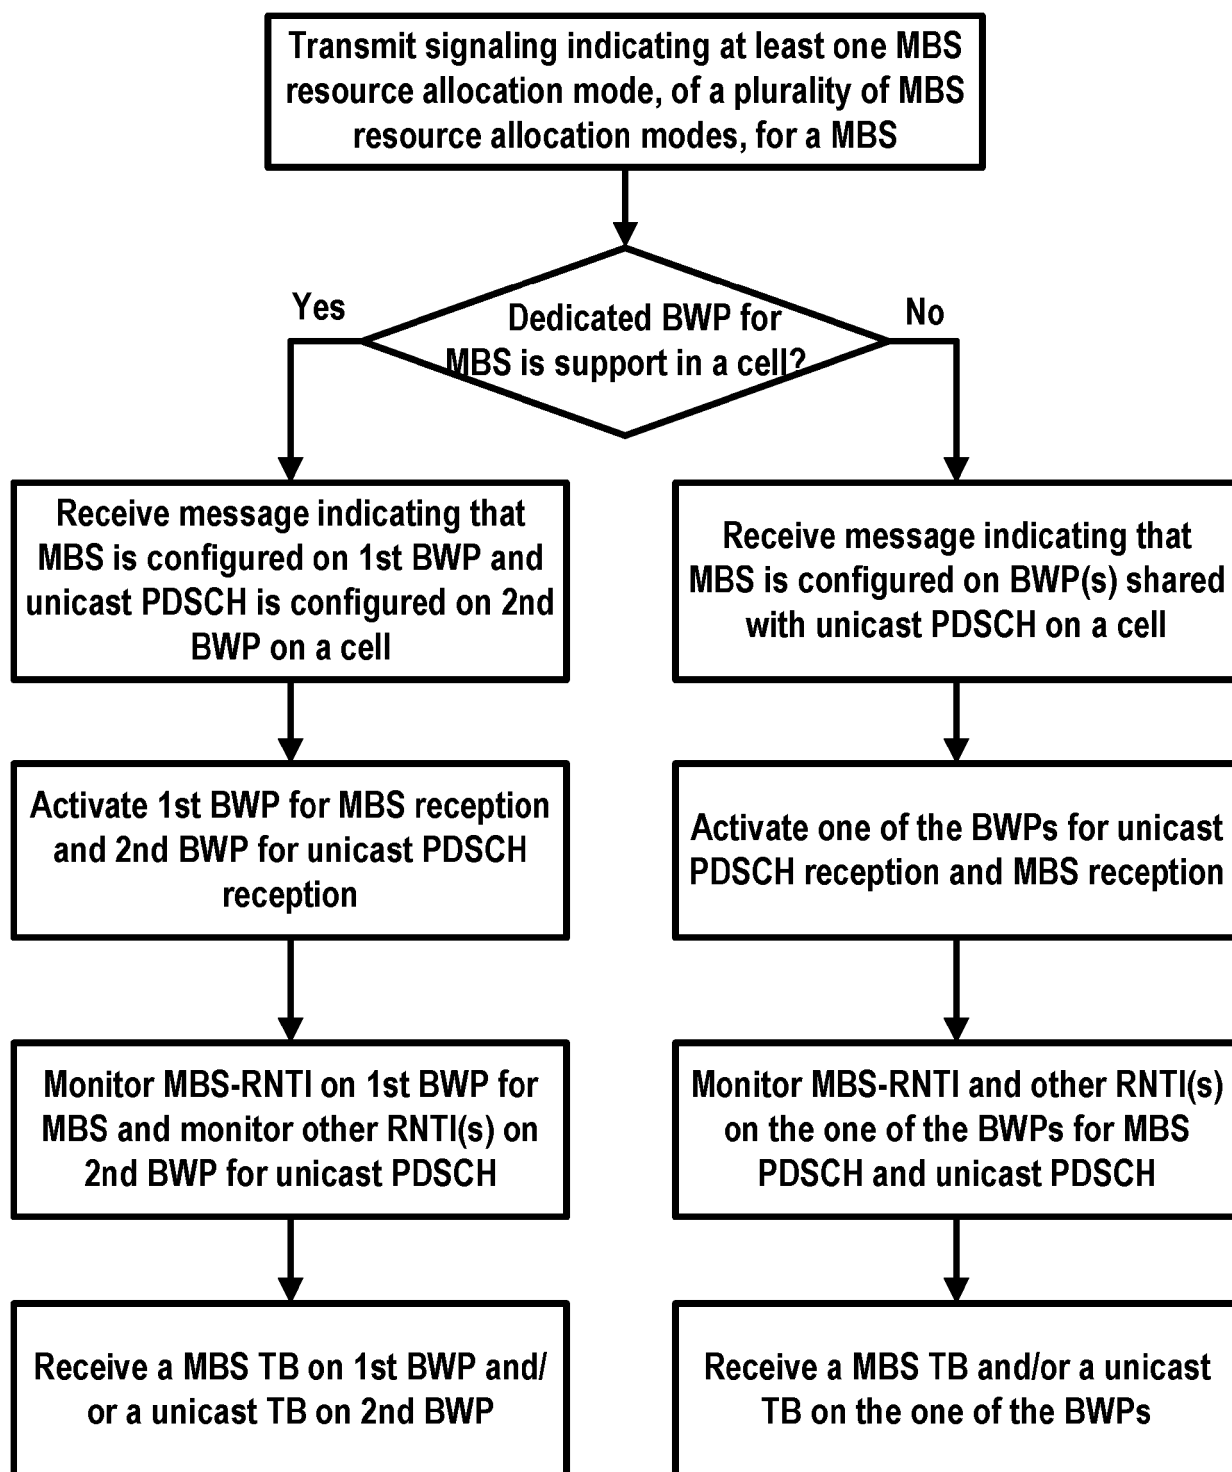 Transmit signaling indicating at least one MBS
resource allocation mode, of a plurality of MBS
resource allocation modes, for a MBS
Yes
No
Dedicated BWP for
MBS is support in a cell?
Receive message indicating that
MBS is configured on 1st BWP and
unicast PDSCH is configured on 2nd
BWP on a cell
Receive message indicating that
MBS is configured on BWP(s) shared
with unicast PDSCH on a cell
Activate 1st BWP for MBS reception
and 2nd BWP for unicast PDSCH
reception
Activate one of the BWPs for unicast
PDSCH reception and MBS reception
Monitor MBS-RNTI on 1st BWP for
MBS and monitor other RNTI(s) on
2nd BWP for unicast PDSCH
Monitor MBS-RNTI and other RNTI(s)
on the one of the BWPs for MBS
PDSCH and unicast PDSCH
Receive a MBS TB on 1st BWP and/
or a unicast TB on 2nd BWP
Receive a MBS TB and/or a unicast
TB on the one of the BWPs